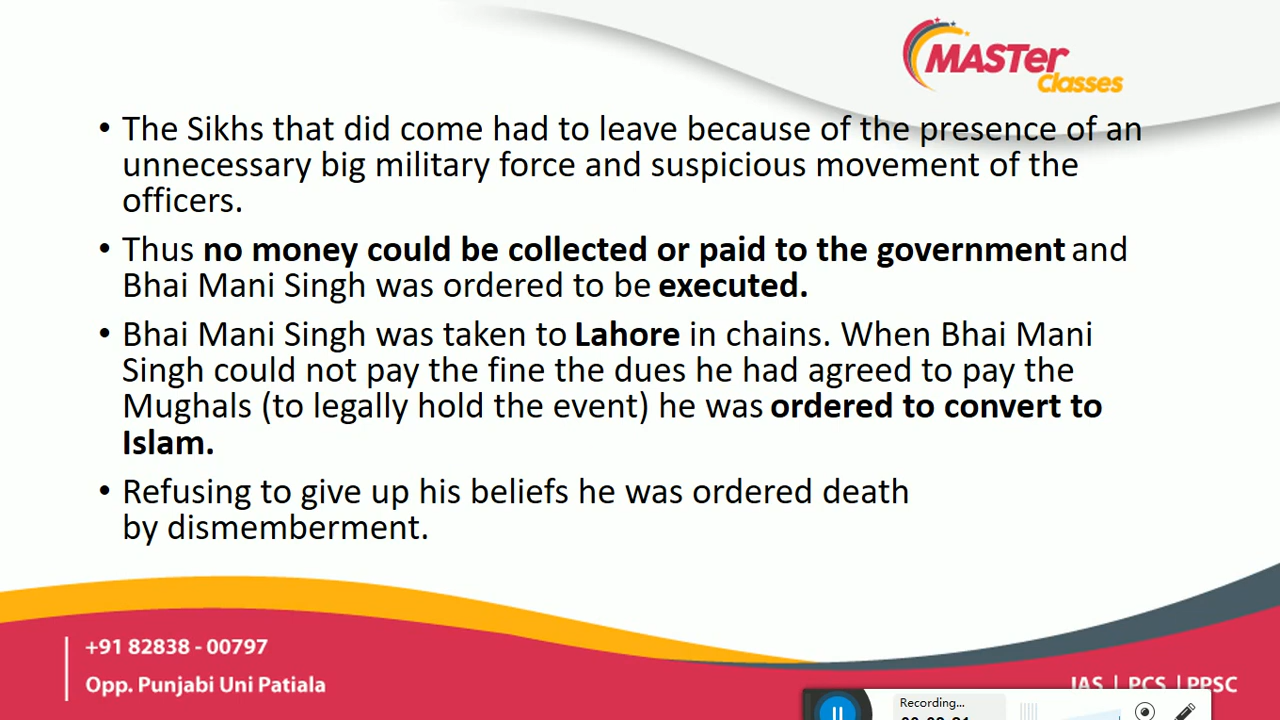 MASTer
Classes
• The Sikhs that did come had to leave because of the presence of an
unnecessary big military force and suspicious movement of the
officers.
• Thus no money could be collected or paid to the government and
Bhai Mani Singh was ordered to be executed.
• Bhai Mani Singh was taken to Lahore in chains. When Bhai Mani
Singh could not pay the fine the dues he had agreed to pay the
Mughals (to legally hold the event) he was ordered to convert to
Islam.
• Refusing to give up his beliefs he was ordered death
by dismemberment.
+91 82838 - 00797
Opp. Punjabi Uni Patiala
IAS | PCS | PPSC
Recording...